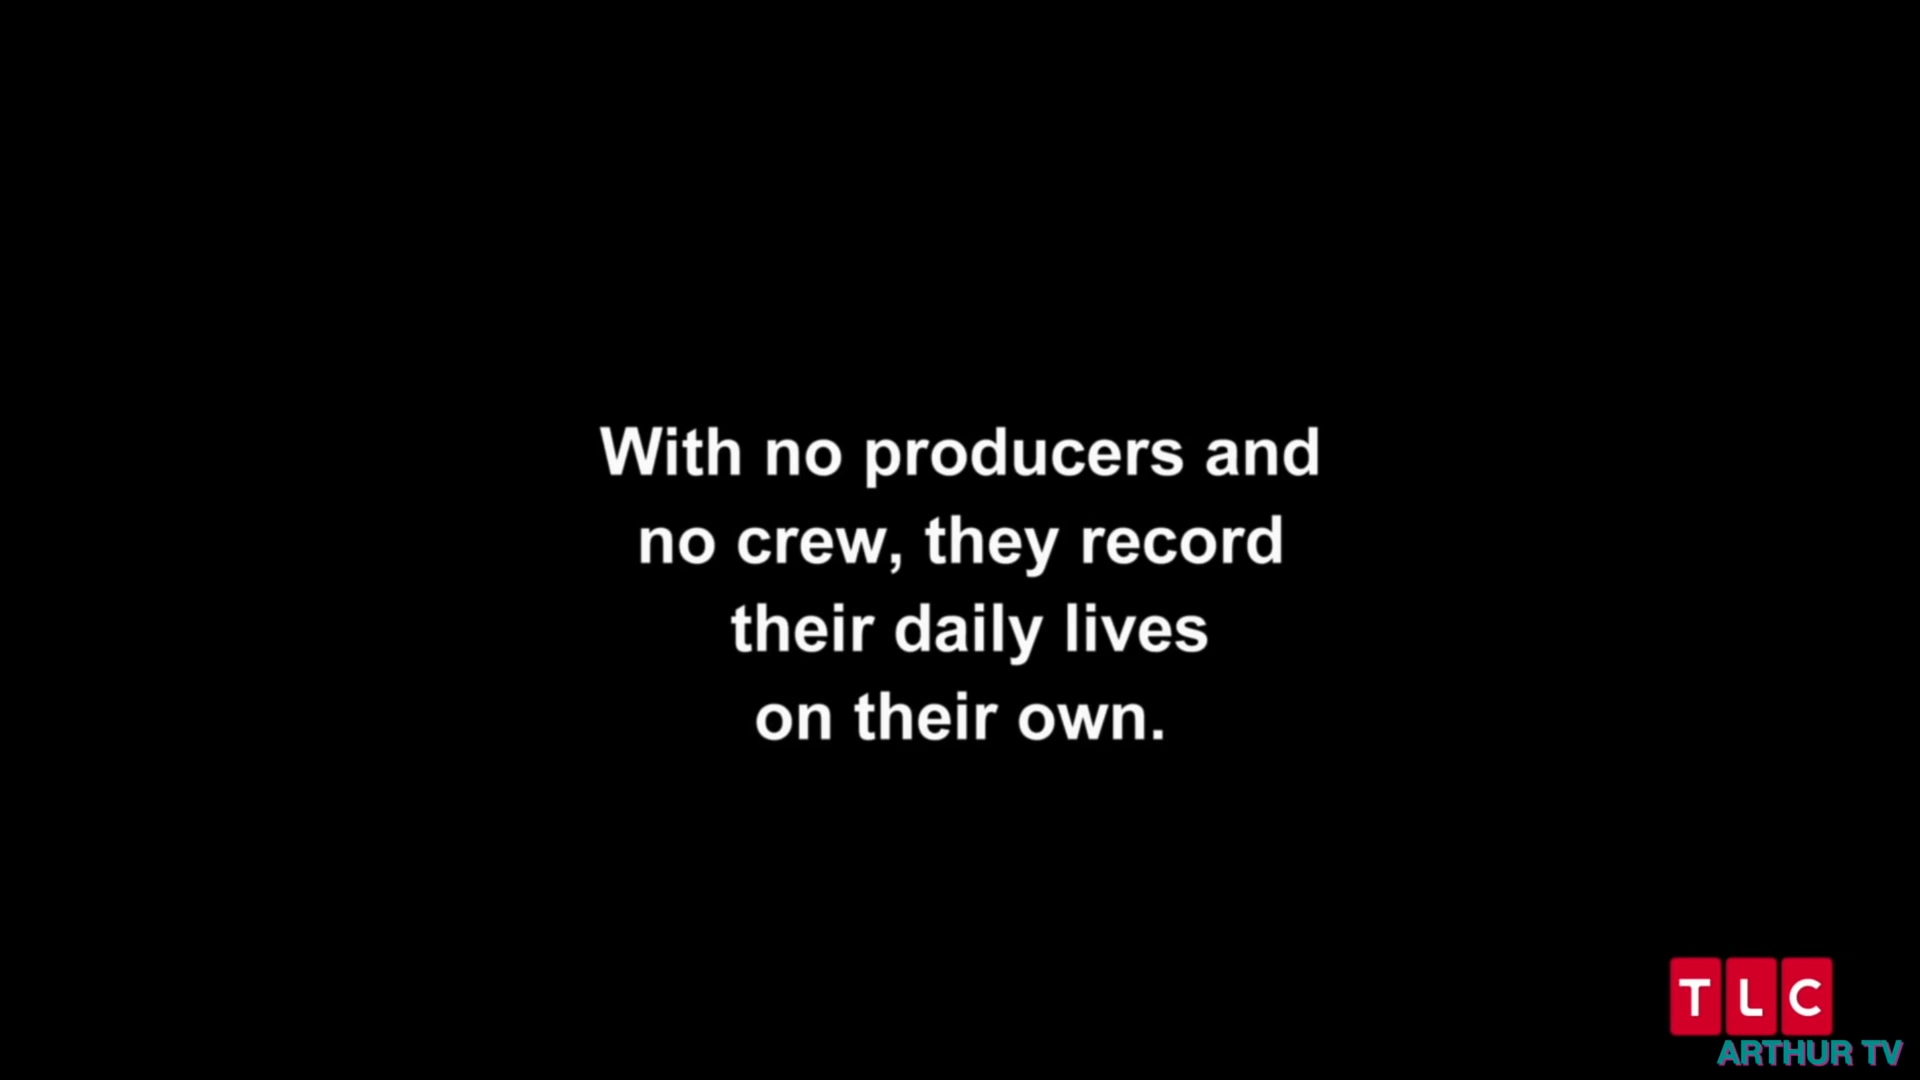 With no producers and
no crew, they record
their daily lives
on their own.
TLC
ARTHUR TV